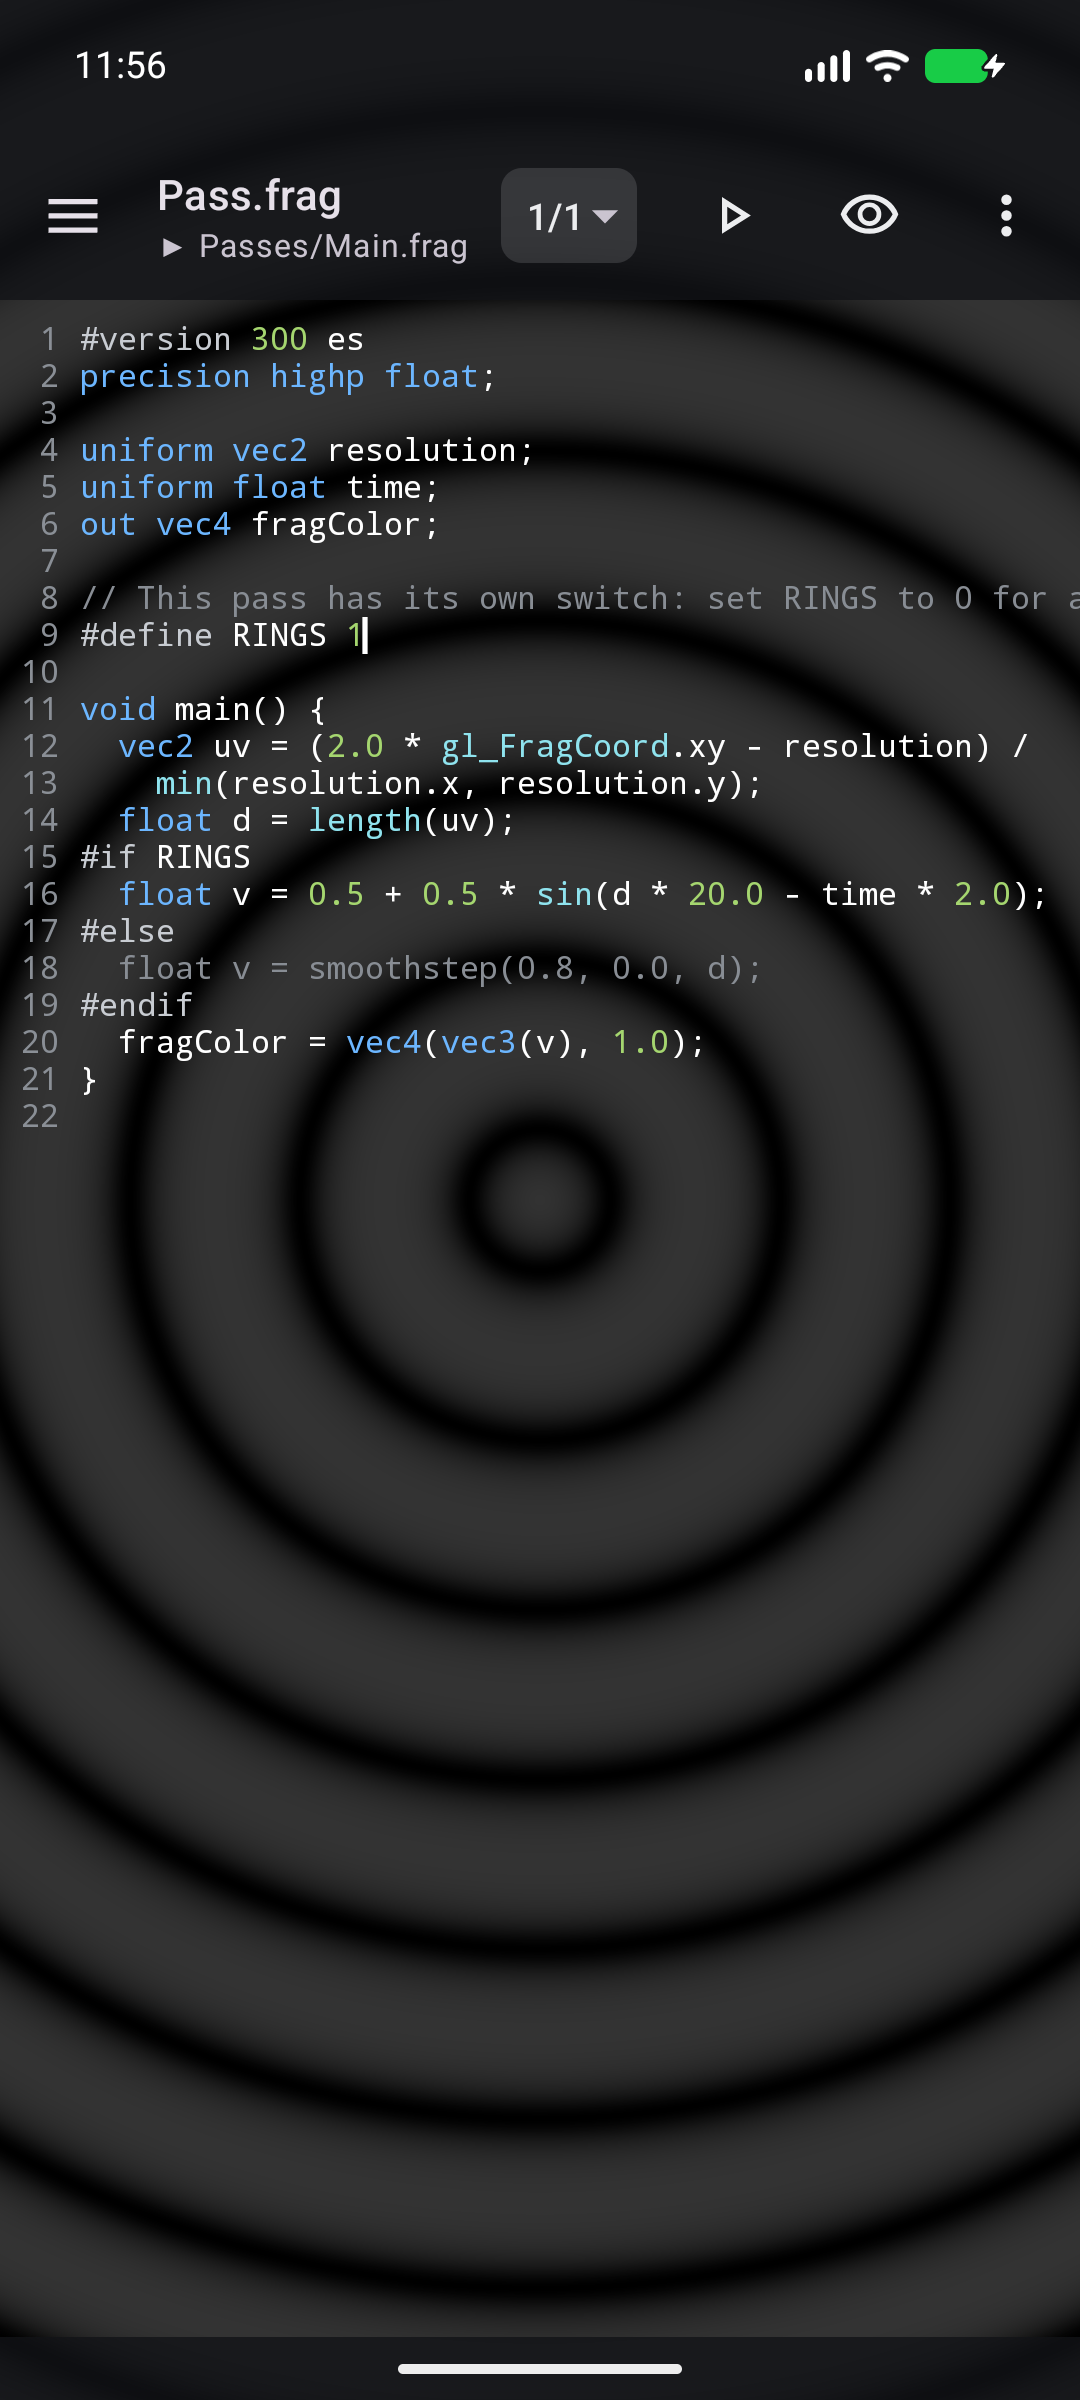 11:56
Pass.frag
► Passes/Main.frag
1/1
1 #version 300 es
2 precision highp float;
3
4 uniform vec2 resolution;
5 uniform float time;
6 out vec4 fragColor;
7
8 // This pass has its own switch: set RINGS to 0 for a
9 #define RINGS 1
10
11 void main() {
12   vec2 uv = (2.0 * gl_FragCoord.xy - resolution) /
13     min(resolution.x, resolution.y);
14   float d = length(uv);
15 #if RINGS
16   float v = 0.5 + 0.5 * sin(d * 20.0 - time * 2.0);
17 #else
18   float v = smoothstep(0.8, 0.0, d);
19 #endif
20   fragColor = vec4(vec3(v), 1.0);
21 }
22